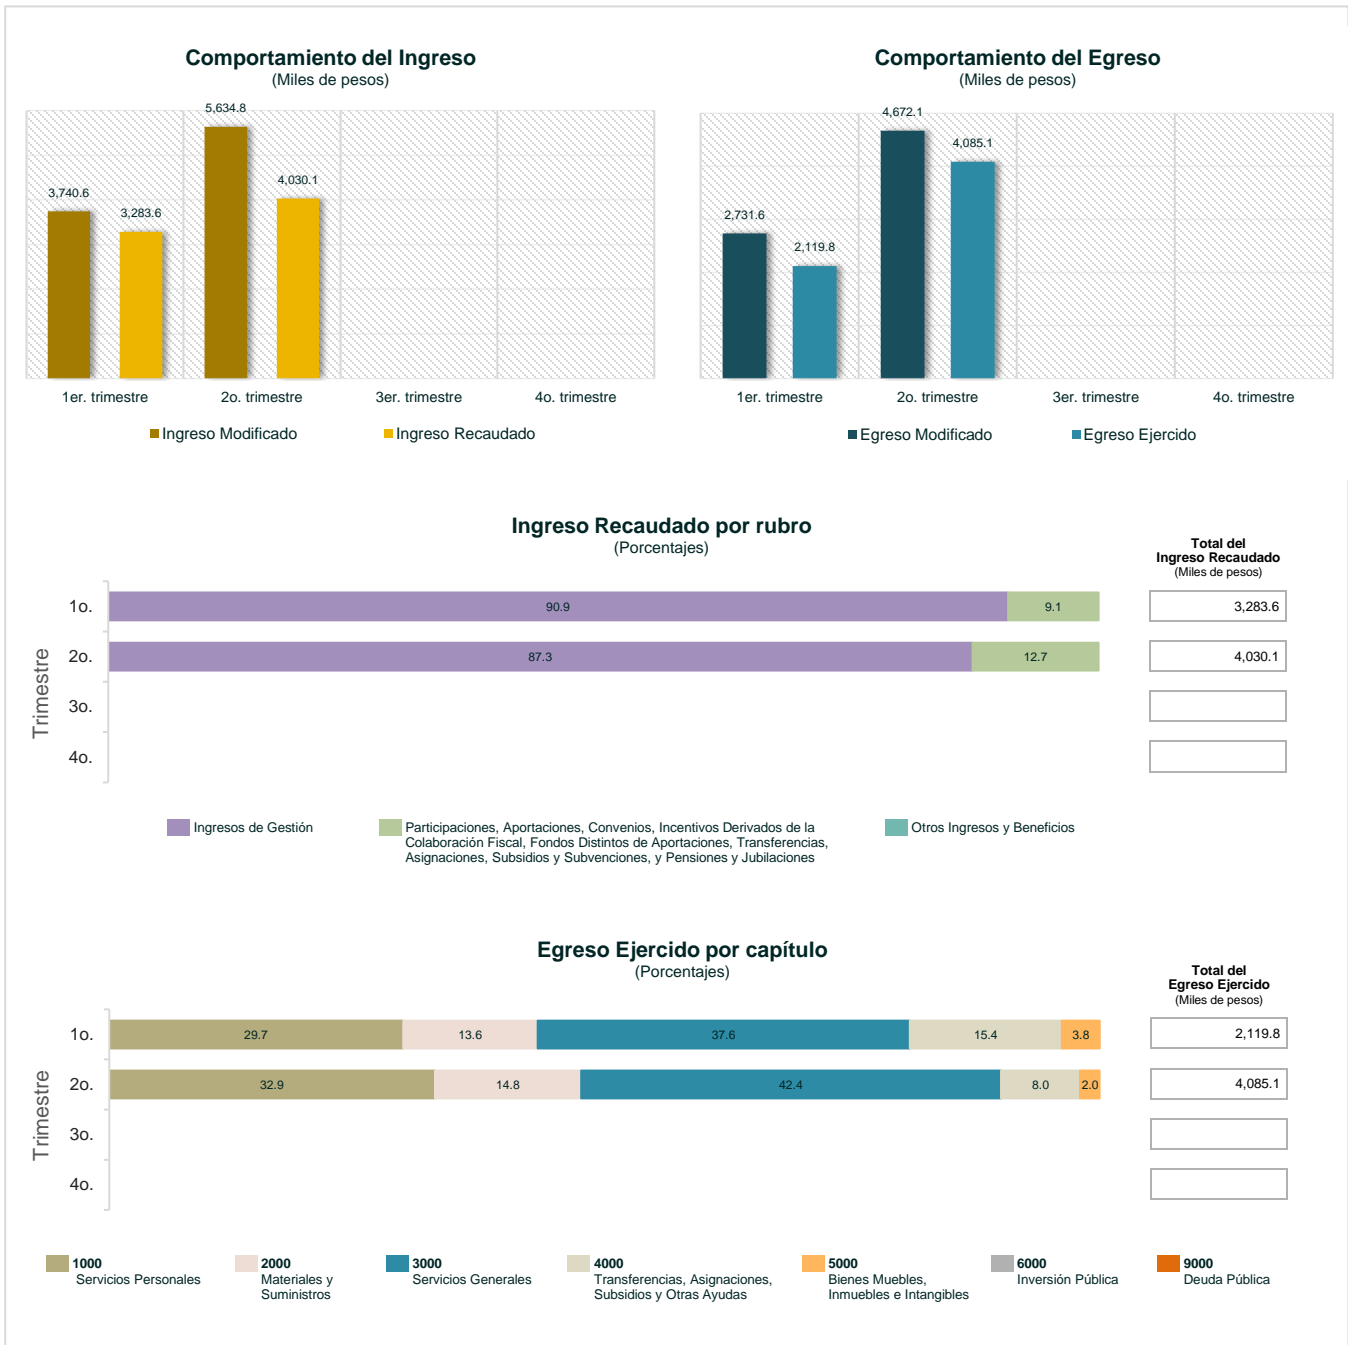 Comportamiento del Ingreso
(Miles de pesos)
5,634.8
4,030.1
3,740.6
3,283.6
1er. trimestre
2o. trimestre
3er. trimestre
4o. trimestre
Ingreso Modificado
Ingreso Recaudado
Comportamiento del Egreso
(Miles de pesos)
4,672.1
4,085.1
2,731.6
2,119.8
1er. trimestre
2o. trimestre
3er. trimestre
4o. trimestre
Egreso Modificado
Egreso Ejercido
Ingreso Recaudado por rubro
(Porcentajes)
Total del
Ingreso Recaudado
(Miles de pesos)
Trimestre
1o.
90.9
9.1
3,283.6
2o.
87.3
12.7
4,030.1
3o.
4o.
Ingresos de Gestión
Participaciones, Aportaciones, Convenios, Incentivos Derivados de la
Colaboración Fiscal, Fondos Distintos de Aportaciones, Transferencias,
Asignaciones, Subsidios y Subvenciones, y Pensiones y Jubilaciones
Otros Ingresos y Beneficios
Egreso Ejercido por capítulo
(Porcentajes)
Total del
Egreso Ejercido
(Miles de pesos)
Trimestre
1o.
29.7
13.6
37.6
15.4
3.8
2,119.8
2o.
32.9
14.8
42.4
8.0
2.0
4,085.1
3o.
4o.
1000
Servicios Personales
2000
Materiales y
Suministros
3000
Servicios Generales
4000
Transferencias, Asignaciones,
Subsidios y Otras Ayudas
5000
Bienes Muebles,
Inmuebles e Intangibles
6000
Inversión Pública
9000
Deuda Pública